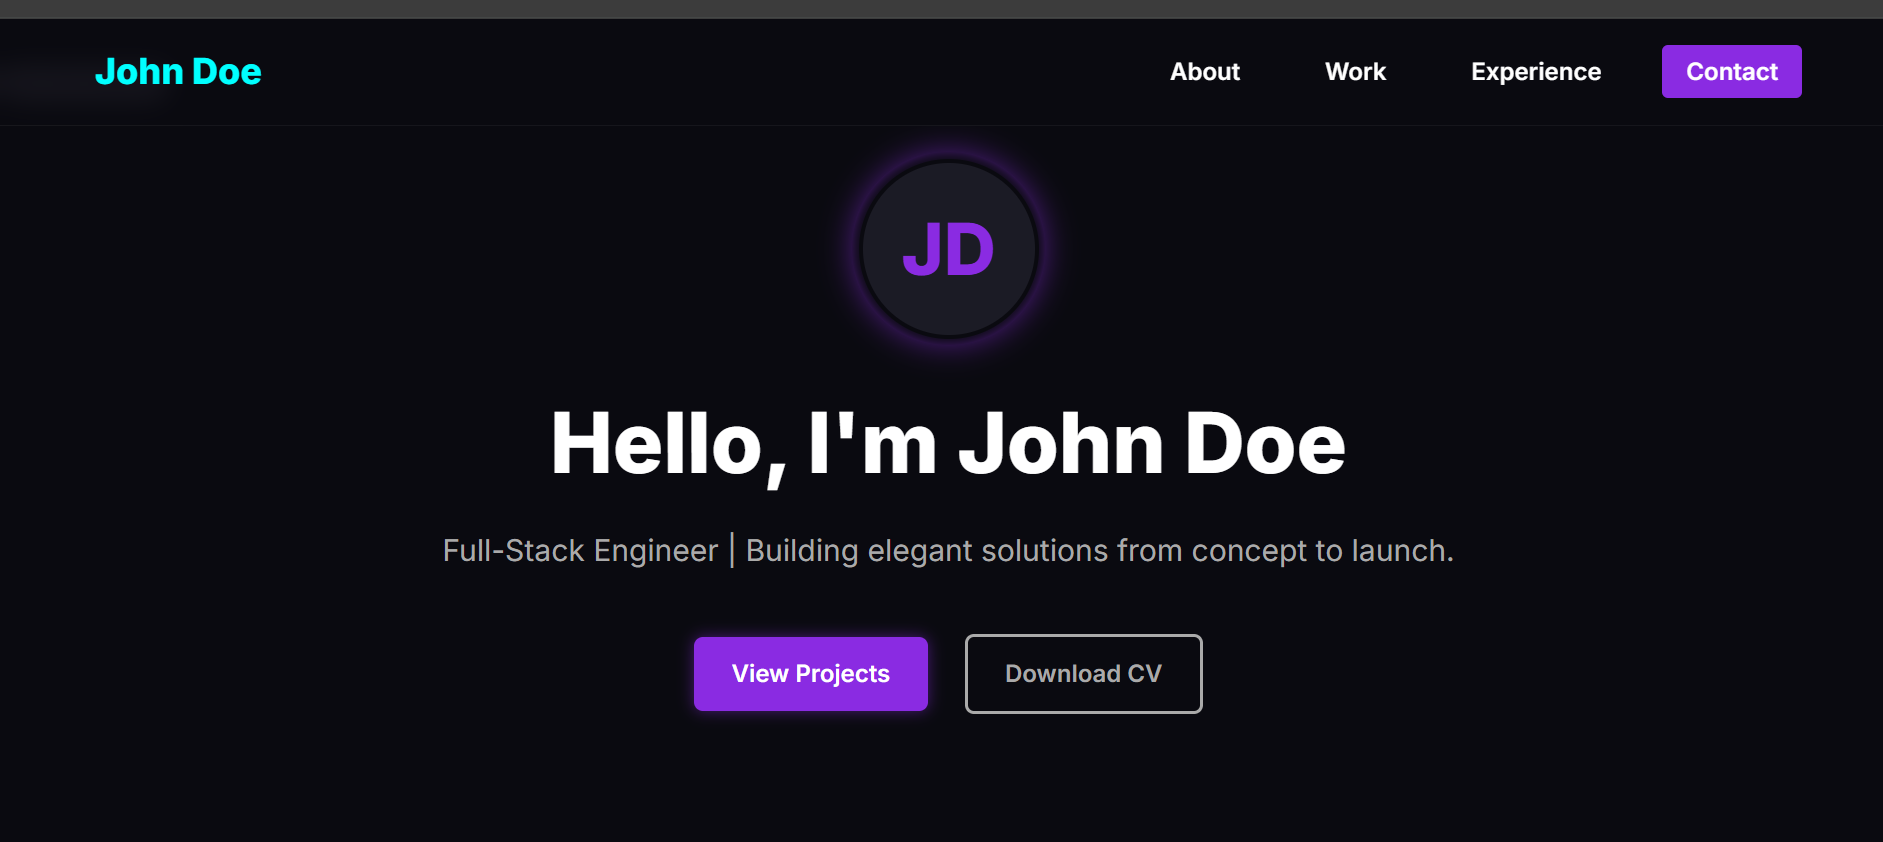 John Doe
About
Work
Experience
Contact
JD
Hello, I'm John Doe
Full-Stack Engineer | Building elegant solutions from concept to launch.
View Projects
Download CV